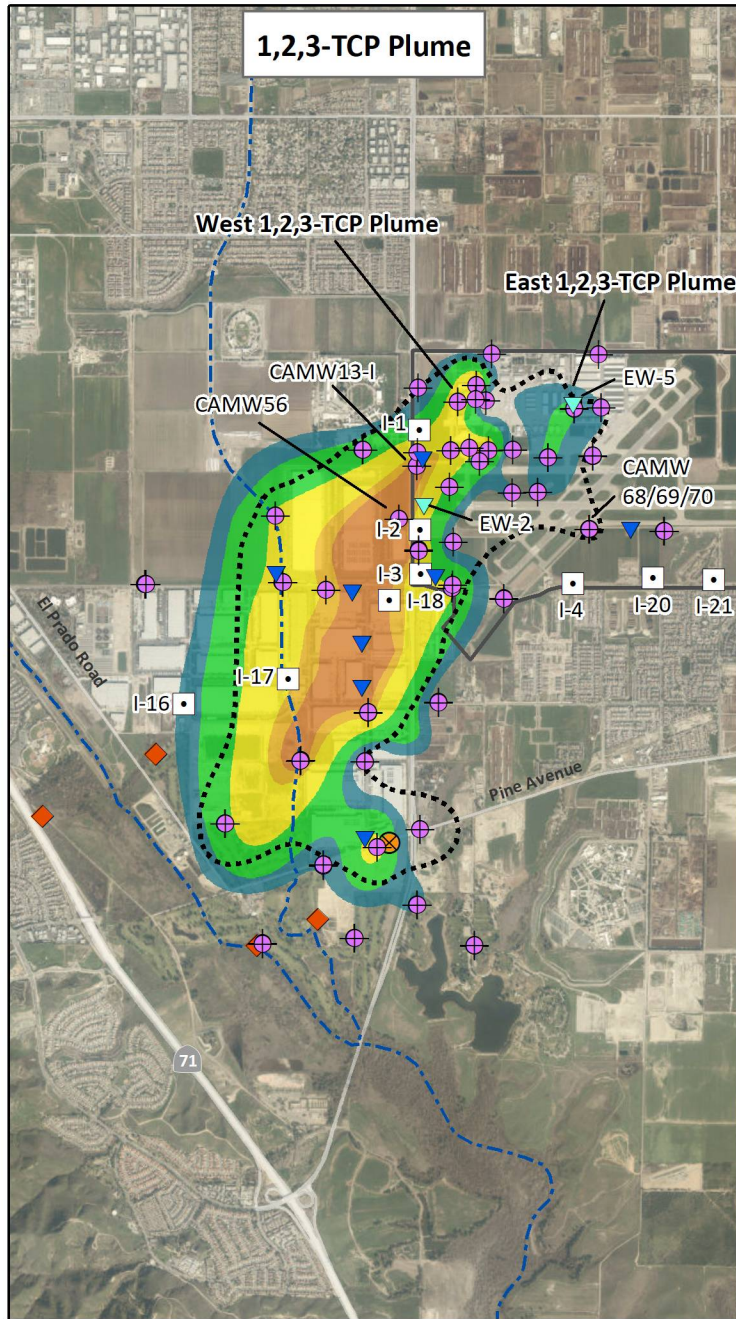 1,2,3-TCP Plume
West 1,2,3-TCP Plume
East 1,2,3-TCP Plume
CAMW13-I
EW-5
CAMW56
I-1
CAMW
68/69/70
EW-2
I-2
I-3
I-18
I-4
I-20
I-21
El Prado Road
I-17
I-16
Pine Avenue
71